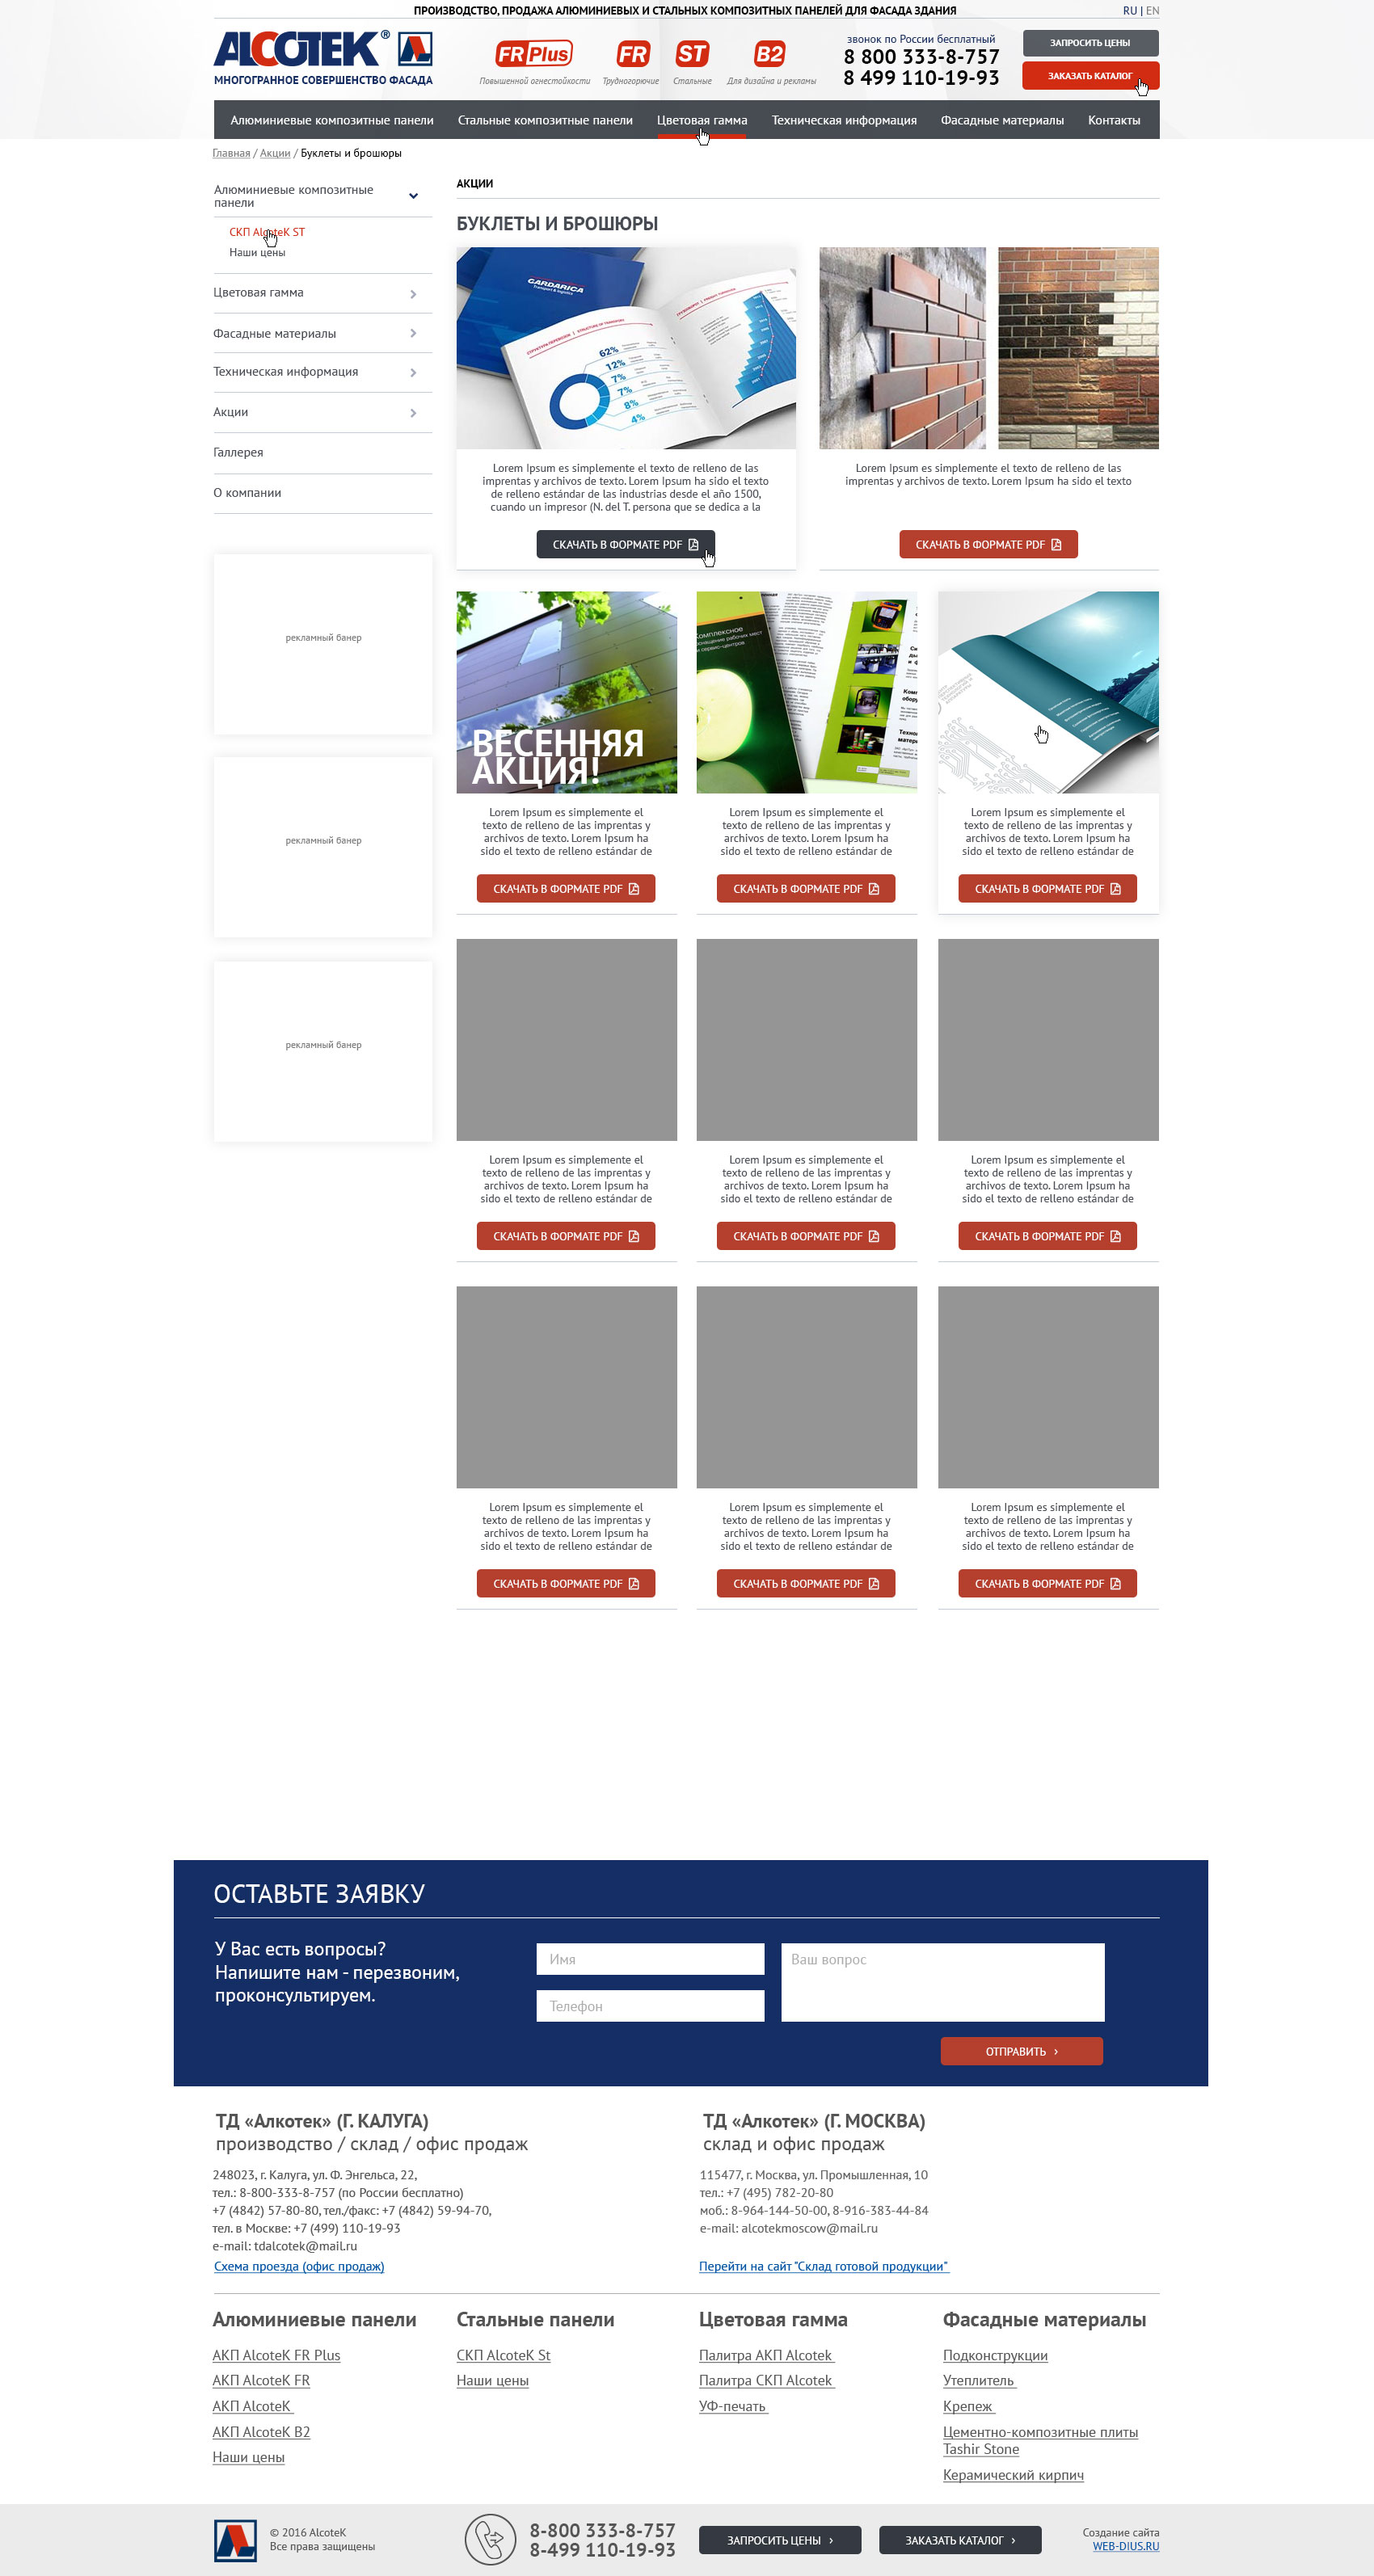 ПРОИЗВОДСТВО, ПРОДАЖА АЛЮМИНИЕВЫХ И СТАЛЬНЫХ КОМПОЗИТНЫХ ПАНЕЛЕЙ ДЛЯ ФАСАДА ЗДАНИЯ
RU | EN
ALCOTEK®
МНОГОГРАННОЕ СОВЕРШЕНСТВО ФАСАДА
FR Plus
Повышенной огнестойкости
FR
Трудногорючие
ST
Стальные
B2
Для дизайна и рекламы
звонок по России бесплатный
8 800 333-8-757
8 499 110-19-93
ЗАПРОСИТЬ ЦЕНЫ
ЗАКАЗАТЬ КАТАЛОГ
Алюминиевые композитные панели
Стальные композитные панели
Цветовая гамма
Техническая информация
Фасадные материалы
Контакты
Главная / Акции / Буклеты и брошюры
Алюминиевые композитные
панели
СКП AlcoteK ST
Наши цены
Цветовая гамма
Фасадные материалы
Техническая информация
Акции
Галлерея
О компании
рекламный банер
рекламный банер
рекламный банер
АКЦИИ
БУКЛЕТЫ И БРОШЮРЫ
GARDARICA
Transport & logistics
62%
12%
7%
7%
8%
4%
Lorem Ipsum es simplemente el texto de relleno de las
imprentas y archivos de texto. Lorem Ipsum ha sido el texto
de relleno estándar de las industrias desde el año 1500,
cuando un impresor (N. del T. persona que se dedica a la
СКАЧАТЬ В ФОРМАТЕ PDF
Lorem Ipsum es simplemente el texto de relleno de las
imprentas y archivos de texto. Lorem Ipsum ha sido el texto
СКАЧАТЬ В ФОРМАТЕ PDF
ВЕСЕННЯЯ
АКЦИЯ!
Lorem Ipsum es simplemente el
texto de relleno de las imprentas y
archivos de texto. Lorem Ipsum ha
sido el texto de relleno estándar de
СКАЧАТЬ В ФОРМАТЕ PDF
Комплексное
Lorem Ipsum es simplemente el
texto de relleno de las imprentas y
archivos de texto. Lorem Ipsum ha
sido el texto de relleno estándar de
СКАЧАТЬ В ФОРМАТЕ PDF
Lorem Ipsum es simplemente el
texto de relleno de las imprentas y
archivos de texto. Lorem Ipsum ha
sido el texto de relleno estándar de
СКАЧАТЬ В ФОРМАТЕ PDF
Lorem Ipsum es simplemente el
texto de relleno de las imprentas y
archivos de texto. Lorem Ipsum ha
sido el texto de relleno estándar de
СКАЧАТЬ В ФОРМАТЕ PDF
Lorem Ipsum es simplemente el
texto de relleno de las imprentas y
archivos de texto. Lorem Ipsum ha
sido el texto de relleno estándar de
СКАЧАТЬ В ФОРМАТЕ PDF
Lorem Ipsum es simplemente el
texto de relleno de las imprentas y
archivos de texto. Lorem Ipsum ha
sido el texto de relleno estándar de
СКАЧАТЬ В ФОРМАТЕ PDF
Lorem Ipsum es simplemente el
texto de relleno de las imprentas y
archivos de texto. Lorem Ipsum ha
sido el texto de relleno estándar de
СКАЧАТЬ В ФОРМАТЕ PDF
Lorem Ipsum es simplemente el
texto de relleno de las imprentas y
archivos de texto. Lorem Ipsum ha
sido el texto de relleno estándar de
СКАЧАТЬ В ФОРМАТЕ PDF
Lorem Ipsum es simplemente el
texto de relleno de las imprentas y
archivos de texto. Lorem Ipsum ha
sido el texto de relleno estándar de
СКАЧАТЬ В ФОРМАТЕ PDF
ОСТАВЬТЕ ЗАЯВКУ
У Вас есть вопросы?
Напишите нам - перезвоним,
проконсультируем.
Имя
Телефон
Ваш вопрос
ОТПРАВИТЬ ›
ТД «Алкотек» (Г. КАЛУГА)
производство / склад / офис продаж
248023, г. Калуга, ул. Ф. Энгельса, 22,
тел.: 8-800-333-8-757 (по России бесплатно)
+7 (4842) 57-80-80, тел./факс: +7 (4842) 59-94-70,
тел. в Москве: +7 (499) 110-19-93
e-mail: tdalcotek@mail.ru
Схема проезда (офис продаж)
ТД «Алкотек» (Г. МОСКВА)
склад и офис продаж
115477, г. Москва, ул. Промышленная, 10
тел.: +7 (495) 782-20-80
моб.: 8-964-144-50-00, 8-916-383-44-84
e-mail: alcotekmoscow@mail.ru
Перейти на сайт "Склад готовой продукции"
Алюминиевые панели
АКП AlcoteK FR Plus
АКП AlcoteK FR
АКП AlcoteK
АКП AlcoteK B2
Наши цены
Стальные панели
СКП AlcoteK St
Наши цены
Цветовая гамма
Палитра АКП Alcotek
Палитра СКП Alcotek
УФ-печать
Фасадные материалы
Подконструкции
Утеплитель
Крепеж
Цементно-композитные плиты
Tashir Stone
Керамический кирпич
© 2016 AlcoteK
Все права защищены
8-800 333-8-757
8-499 110-19-93
ЗАПРОСИТЬ ЦЕНЫ ›
ЗАКАЗАТЬ КАТАЛОГ ›
Создание сайта
WEB-DIUS.RU